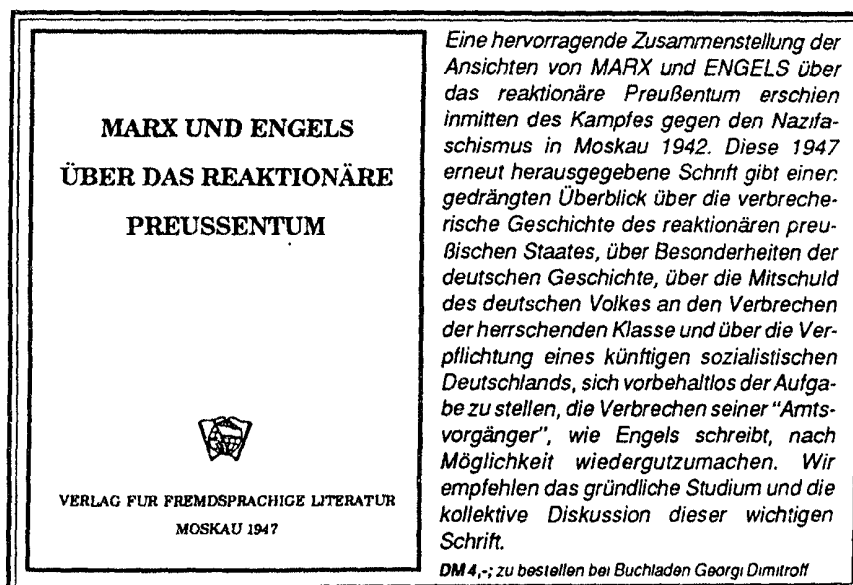 MARX UND ENGELS
ÜBER DAS REAKTIONÄRE
PREUSSENTUM
VERLAG FUR FREMDSPRACHIGE LITERATUR
MOSKAU 1947
Eine hervorragende Zusammenstellung der
Ansichten von MARX und ENGELS über
das reaktionäre Preußentum erschien
inmitten des Kampfes gegen den Nazifa-
schismus in Moskau 1942. Diese 1947
erneut herausgegebene Schrift gibt einen
gedrängten Überblick über die verbreche-
rische Geschichte des reaktionären preu-
ßischen Staates, über Besonderheiten der
deutschen Geschichte, über die Mitschuld
des deutschen Volkes an den Verbrechen
der herrschenden Klasse und über die Ver-
pflichtung eines künftigen sozialistischen
Deutschlands, sich vorbehaltlos der Aufga-
be zu stellen, die Verbrechen seiner "Amts-
vorgänger", wie Engels schreibt, nach
Möglichkeit wiedergutzumachen. Wir
empfehlen das gründliche Studium und die
kollektive Diskussion dieser wichtigen
Schrift.
DM 4,-; zu bestellen bei Buchladen Georgi Dimitroff